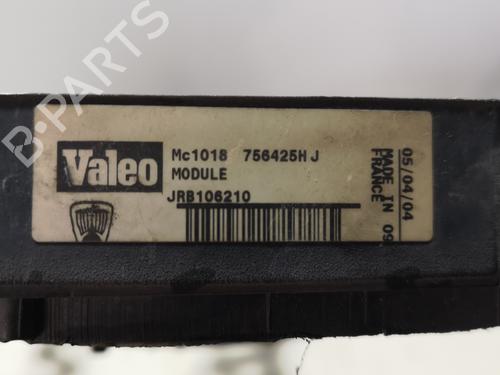 Valeo
Mc1018 756425H J
MODULE
JRB106210
05/04/04
MADE IN
FRANCE 09
B-PARTS